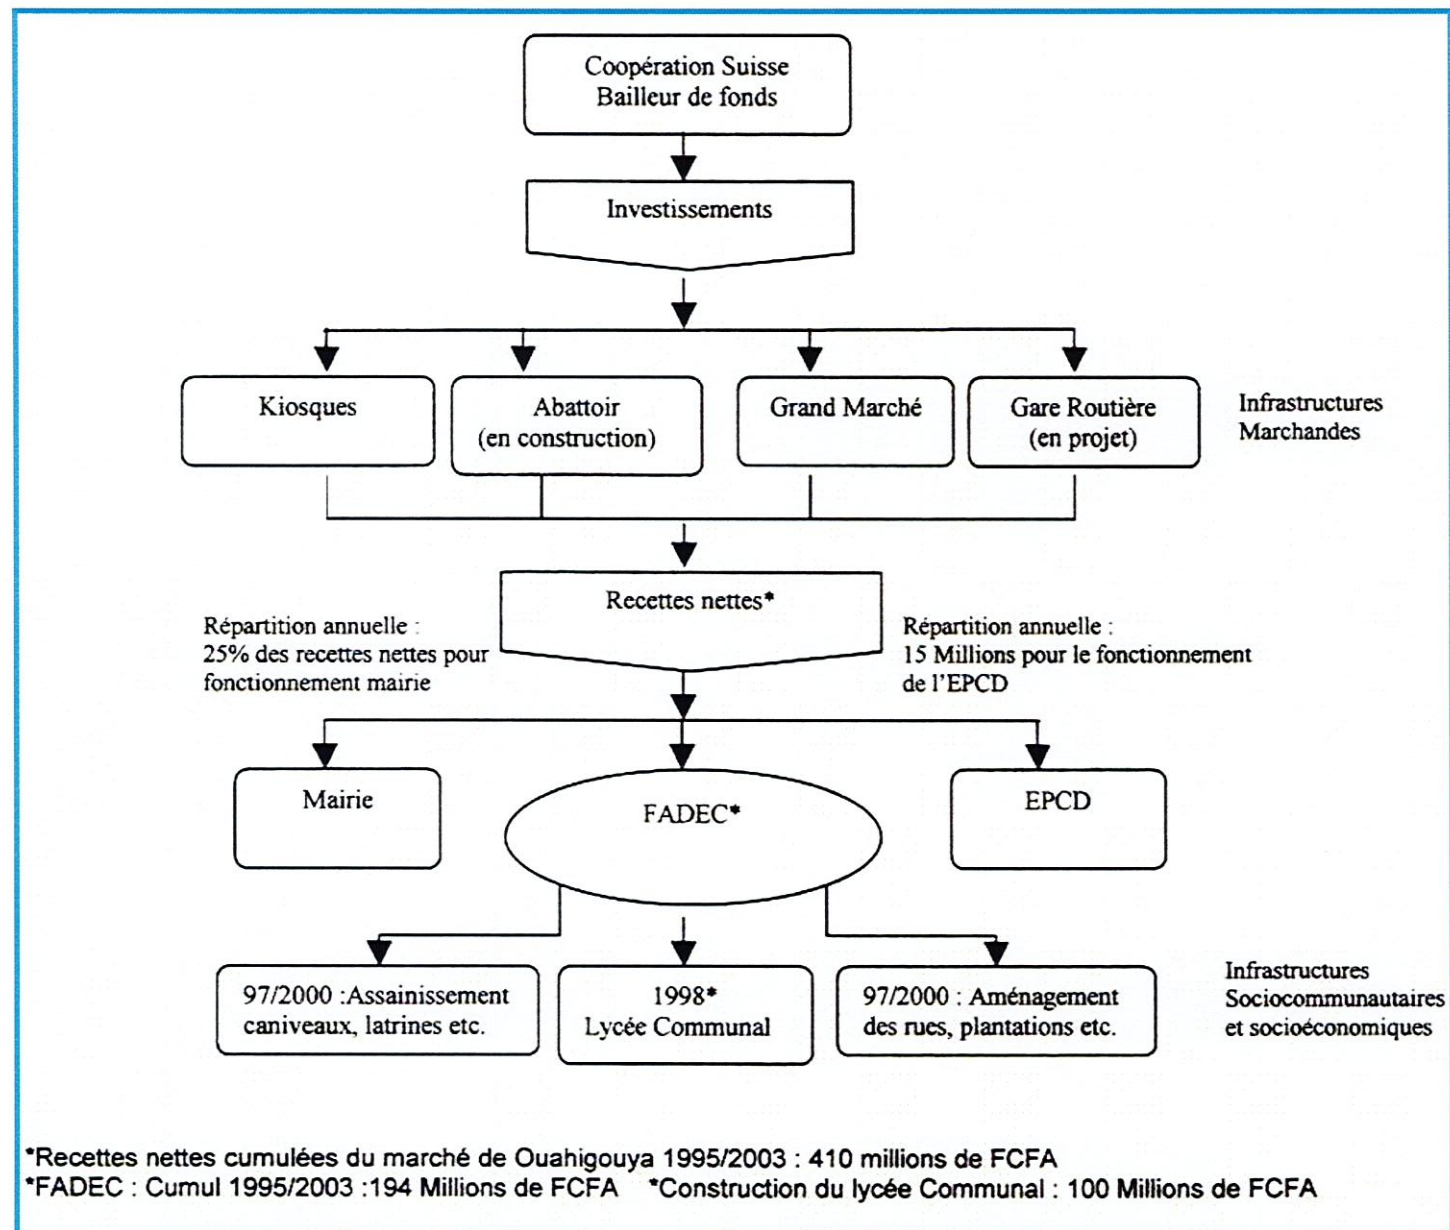 Coopération Suisse
Bailleur de fonds
Investissements
Kiosques
Abattoir
(en construction)
Grand Marché
Gare Routière
(en projet)
Infrastructures
Marchandes
Recettes nettes*
Répartition annuelle :
25% des recettes nettes pour
fonctionnement mairie
Répartition annuelle :
15 Millions pour le fonctionnement
de l'EPCD
Mairie
FADEC*
EPCD
97/2000 :Assainissement
caniveaux, latrines etc.
1998*
Lycée Communal
97/2000 : Aménagement
des rues, plantations etc.
Infrastructures
Sociocommunautaires
et socioéconomiques
*Recettes nettes cumulées du marché de Ouahigouya 1995/2003 : 410 millions de FCFA
*FADEC : Cumul 1995/2003 :194 Millions de FCFA *Construction du lycée Communal : 100 Millions de FCFA